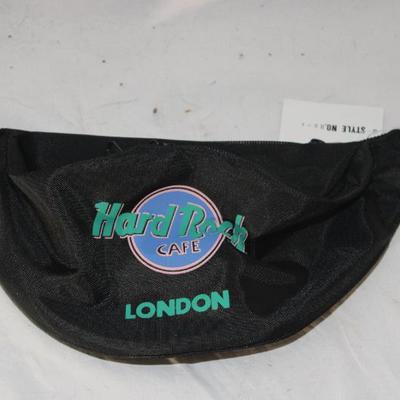 STYLE NO.
Hard Rock
CAFE
LONDON